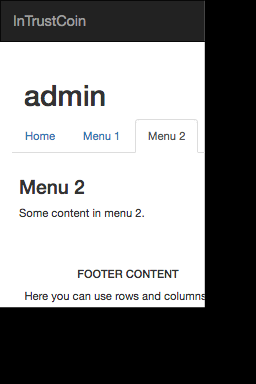 InTrustCoin
admin
Home Menu 1 Menu 2
Menu 2
Some content in menu 2.
FOOTER CONTENT
Here you can use rows and columns